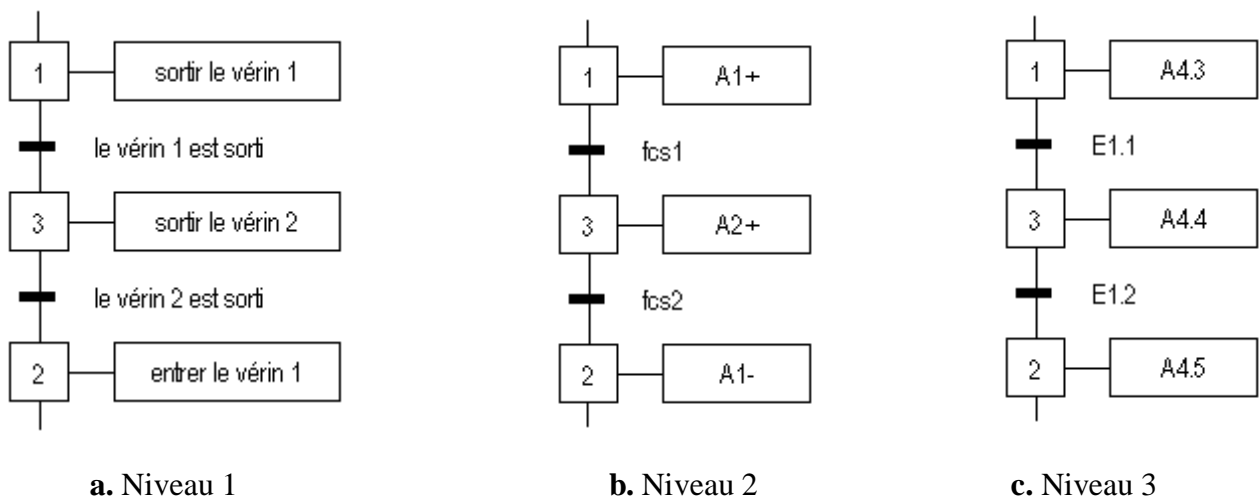 1 sortir le vérin 1
le vérin 1 est sorti
3 sortir le vérin 2
le vérin 2 est sorti
2 entrer le vérin 1
a. Niveau 1
1 A1+
fcs1
3 A2+
fcs2
2 A1-
b. Niveau 2
1 A4.3
E1.1
3 A4.4
E1.2
2 A4.5
c. Niveau 3